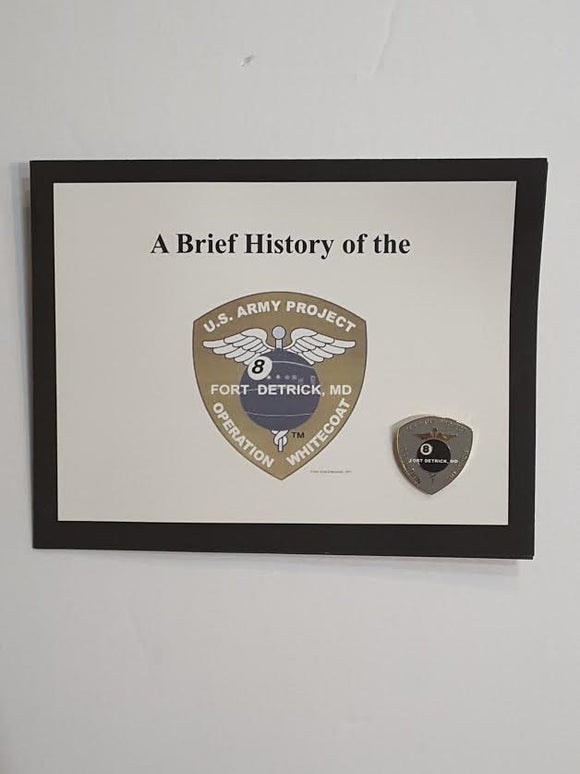 A Brief History of the
U.S. ARMY PROJECT
8
FORT DETRICK, MD
OPERATION WHITECOAT
TM
8
FORT DETRICK, MD